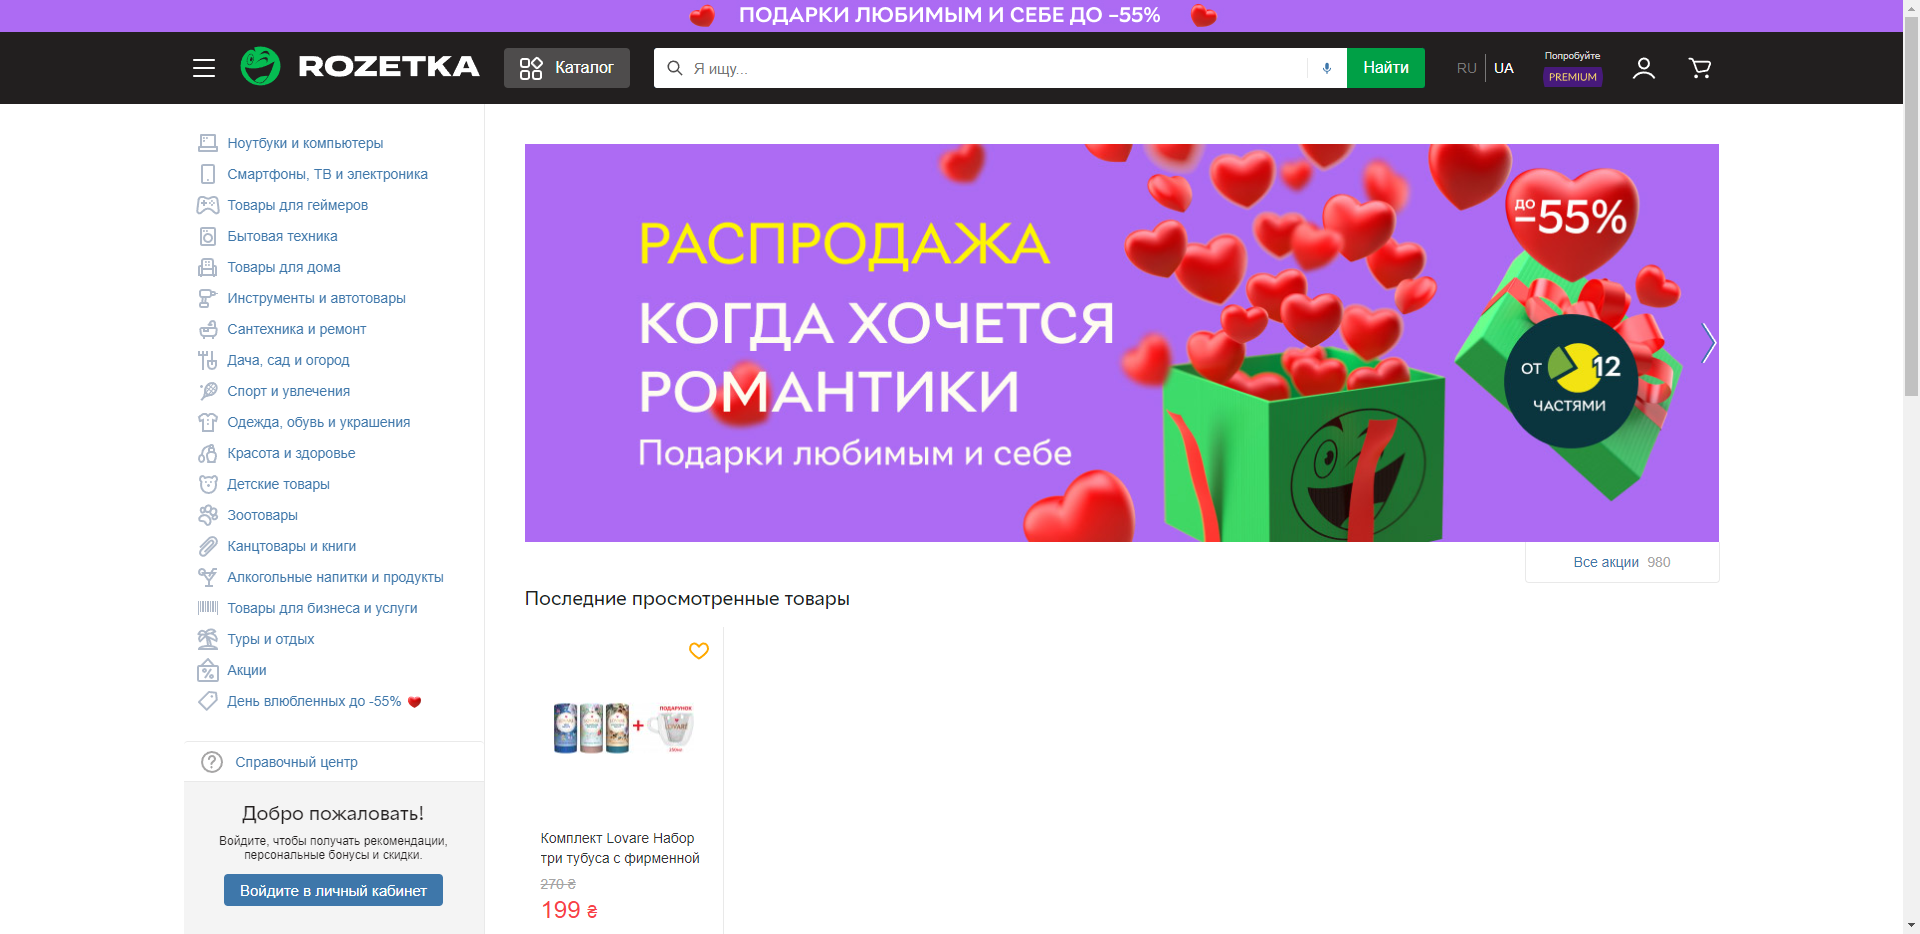 ПОДАРКИ ЛЮБИМЫМ И СЕБЕ ДО −55%
ROZETKA
Каталог
Я ищу...
Найти
RU
UA
Попробуйте
PREMIUM
Ноутбуки и компьютеры
Смартфоны, ТВ и электроника
Товары для геймеров
Бытовая техника
Товары для дома
Инструменты и автотовары
Сантехника и ремонт
Дача, сад и огород
Спорт и увлечения
Одежда, обувь и украшения
Красота и здоровье
Детские товары
Зоотовары
Канцтовары и книги
Алкогольные напитки и продукты
Товары для бизнеса и услуги
Туры и отдых
Акции
День влюбленных до -55%
Справочный центр
Добро пожаловать!
Войдите, чтобы получать рекомендации,
персональные бонусы и скидки.
Войдите в личный кабинет
РАСПРОДАЖА
КОГДА ХОЧЕТСЯ
РОМАНТИКИ
Подарки любимым и себе
ДО
−55%
ОТ 12
ЧАСТЯМИ
Все акции 980
Последние просмотренные товары
ПОДАРУНОК
LOVARE
Комплект Lovare Набор
три тубуса с фирменной
270 ₴
199 ₴